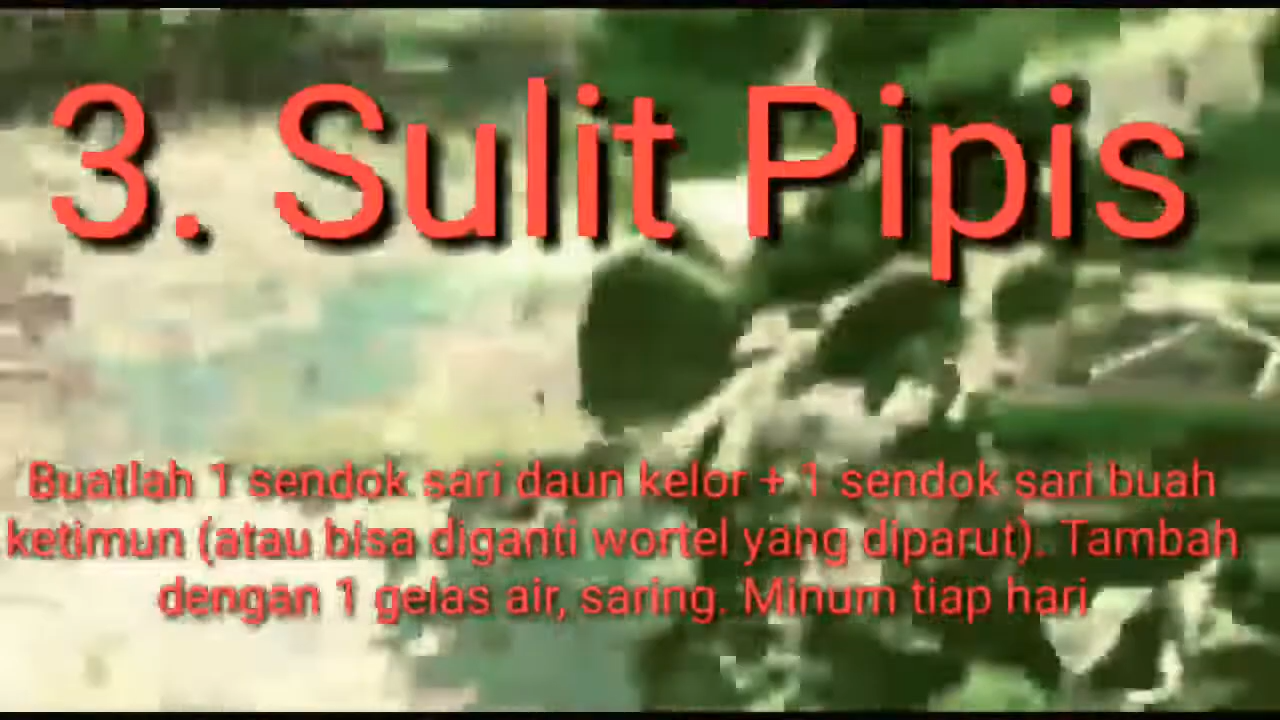 3. Sulit Pipis
Buatlah 1 sendok sari daun kelor + 1 sendok sari buah
ketimun (atau bisa diganti wortel yang diparut). Tambah
dengan 1 gelas air, saring. Minum tiap hari